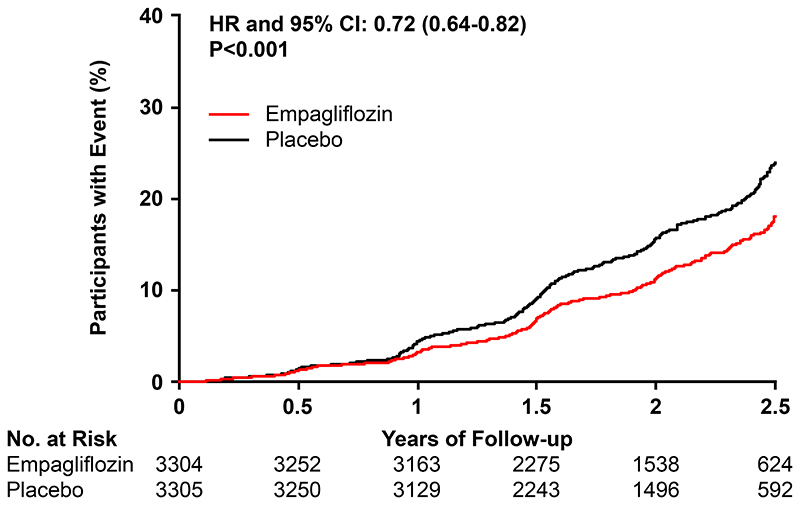 HR and 95% CI: 0.72 (0.64-0.82)
P<0.001
Empagliflozin
Placebo
Participants with Event (%)
40
30
20
10
0
0 0.5 1 1.5 2 2.5
No. at Risk Years of Follow-up
Empagliflozin 3304 3252 3163 2275 1538 624
Placebo 3305 3250 3129 2243 1496 592